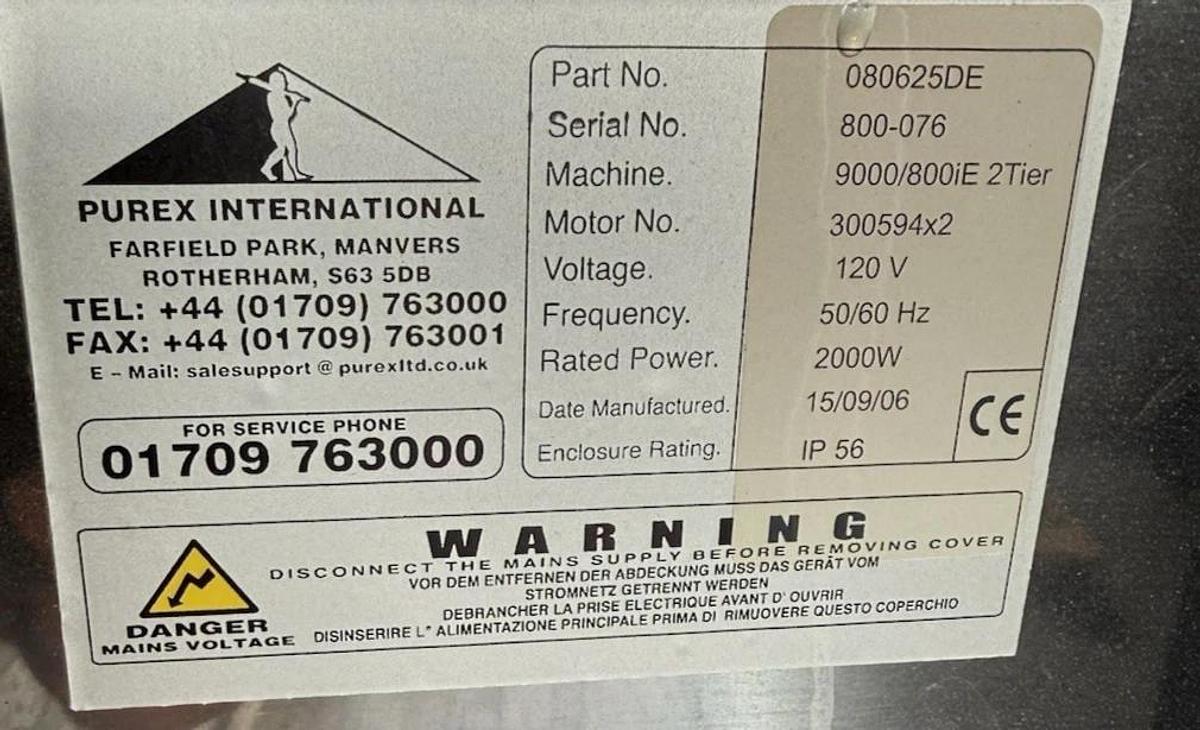 PUREX INTERNATIONAL
FARFIELD PARK, MANVERS
ROTHERHAM, S63 5DB
TEL: +44 (01709) 763000
FAX: +44 (01709) 763001
E - Mail: salesupport @ purexltd.co.uk
FOR SERVICE PHONE
01709 763000
Part No. 080625DE
Serial No. 800-076
Machine. 9000/800iE 2Tier
Motor No. 300594x2
Voltage. 120 V
Frequency. 50/60 Hz
Rated Power. 2000W
Date Manufactured. 15/09/06
Enclosure Rating. IP 56
CE
WARNING
DISCONNECT THE MAINS SUPPLY BEFORE REMOVING COVER
VOR DEM ENTFERNEN DER ABDECKUNG MUSS DAS GERÄT VOM
STROMNETZ GETRENNT WERDEN
DEBRANCHER LA PRISE ELECTRIQUE AVANT D' OUVRIR
DISINSERIRE L" ALIMENTAZIONE PRINCIPALE PRIMA DI RIMUOVERE QUESTO COPERCHIO
DANGER
MAINS VOLTAGE